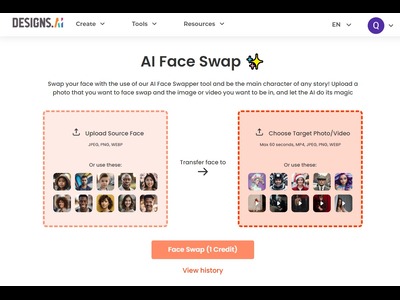 DESIGNS.AI
Create
Tools
Resources
EN
Q
AI Face Swap
Swap your face with the use of our AI Face Swapper tool and be the main character of any story! Upload a
photo that you want to face swap and the image or video you want to be in, and let the AI do its magic
Upload Source Face
JPEG, PNG, WEBP
Or use these:
Transfer face to
Choose Target Photo/Video
Max 60 seconds, MP4, JPEG, PNG, WEBP
Or use these:
Face Swap (1 Credit)
View history